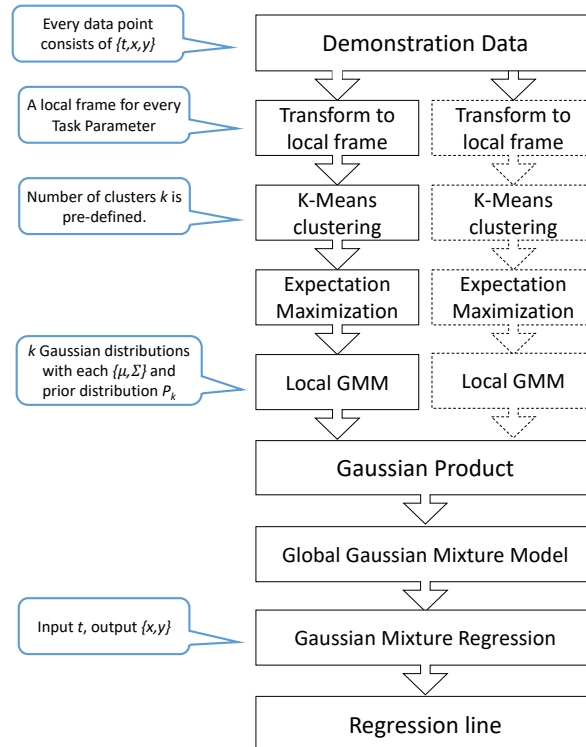 Every data point
consists of {t,x,y}
Demonstration Data
A local frame for every
Task Parameter
Transform to
local frame
Transform to
local frame
Number of clusters k is
pre-defined.
K-Means
clustering
K-Means
clustering
Expectation
Maximization
Expectation
Maximization
k Gaussian distributions
with each {μ,Σ} and
prior distribution Pk
Local GMM
Local GMM
Gaussian Product
Global Gaussian Mixture Model
Input t, output {x,y}
Gaussian Mixture Regression
Regression line